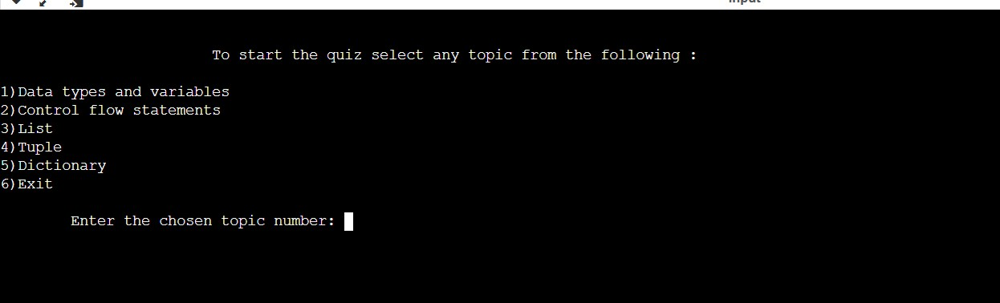 input
To start the quiz select any topic from the following :
1)Data types and variables
2)Control flow statements
3)List
4)Tuple
5)Dictionary
6)Exit
Enter the chosen topic number: